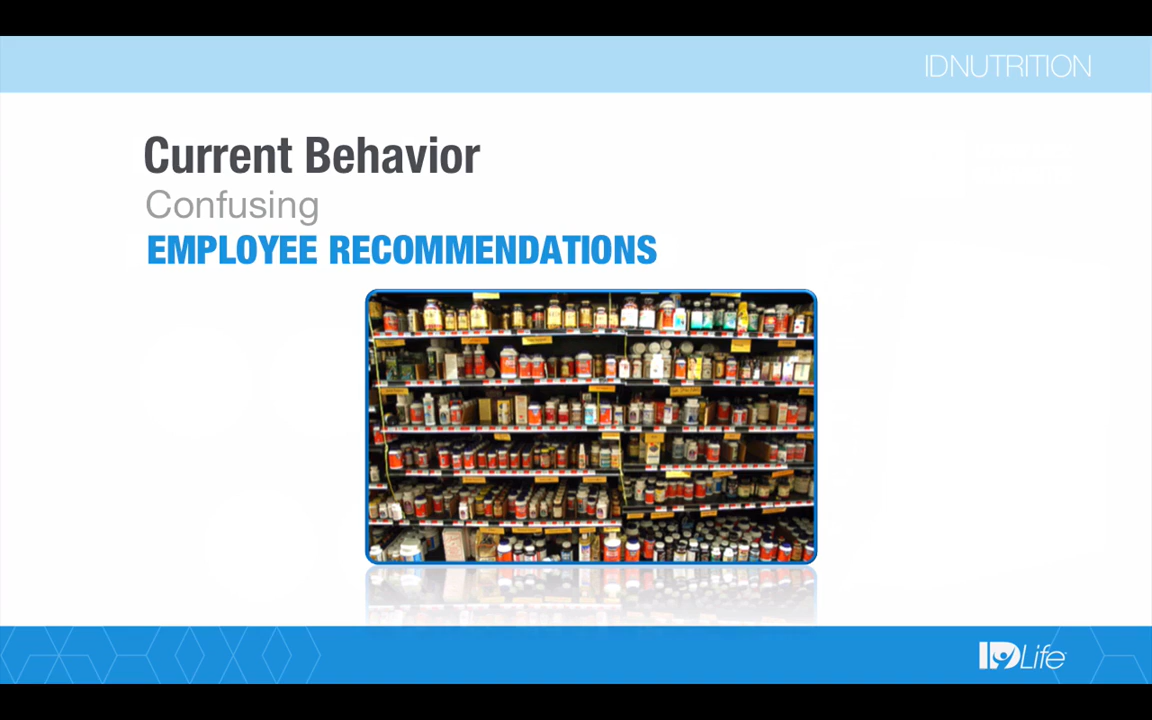 IDNUTRITION
Current Behavior
Confusing
EMPLOYEE RECOMMENDATIONS
IDLife